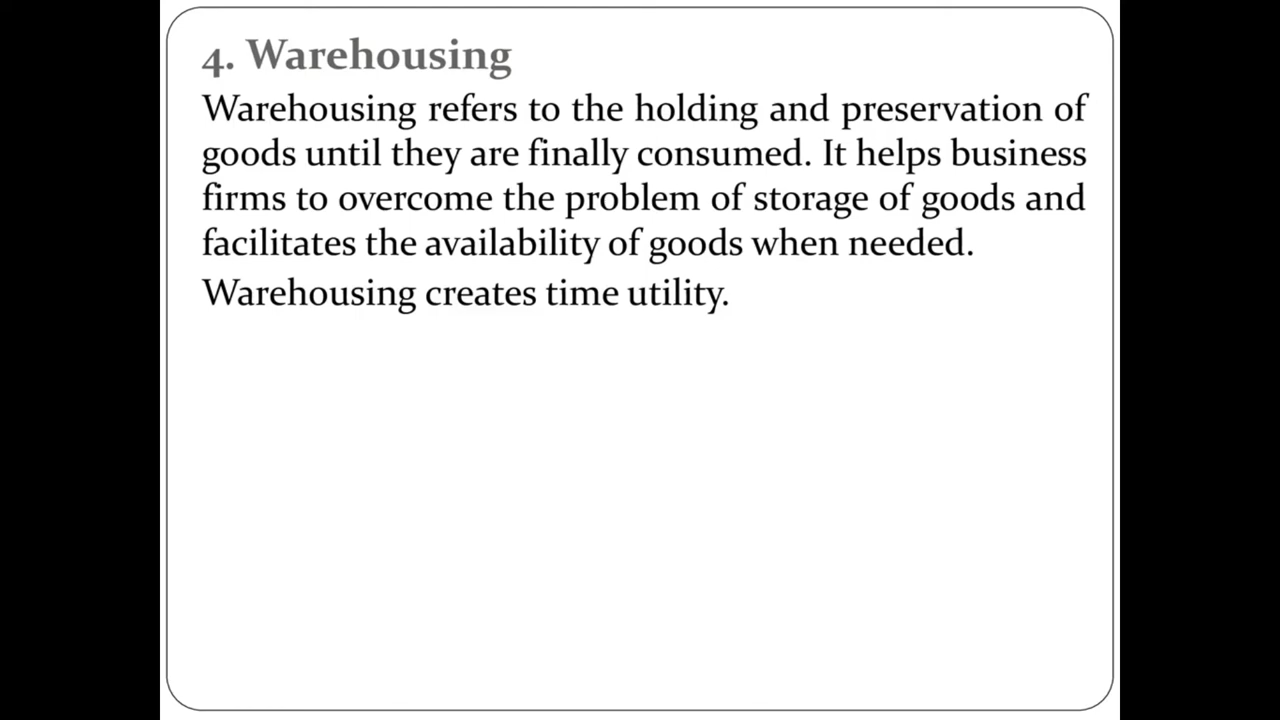 4. Warehousing
Warehousing refers to the holding and preservation of
goods until they are finally consumed. It helps business
firms to overcome the problem of storage of goods and
facilitates the availability of goods when needed.
Warehousing creates time utility.